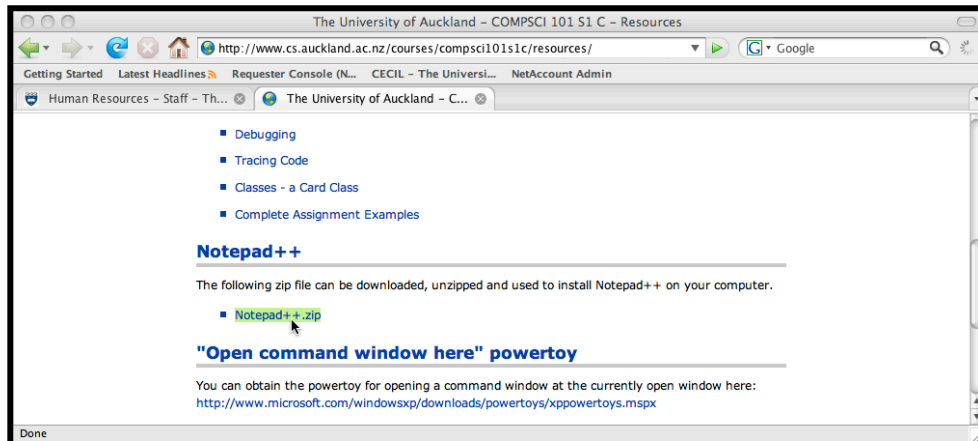 The University of Auckland – COMPSCI 101 S1 C – Resources
http://www.cs.auckland.ac.nz/courses/compsci101s1c/resources/
G Google
Getting Started Latest Headlines Requester Console (N... CECIL – The Universi... NetAccount Admin
Human Resources – Staff – Th... The University of Auckland – C...
Debugging
Tracing Code
Classes - a Card Class
Complete Assignment Examples
Notepad++
The following zip file can be downloaded, unzipped and used to install Notepad++ on your computer.
Notepad++.zip
"Open command window here" powertoy
You can obtain the powertoy for opening a command window at the currently open window here:
http://www.microsoft.com/windowsxp/downloads/powertoys/xppowertoys.mspx
Done